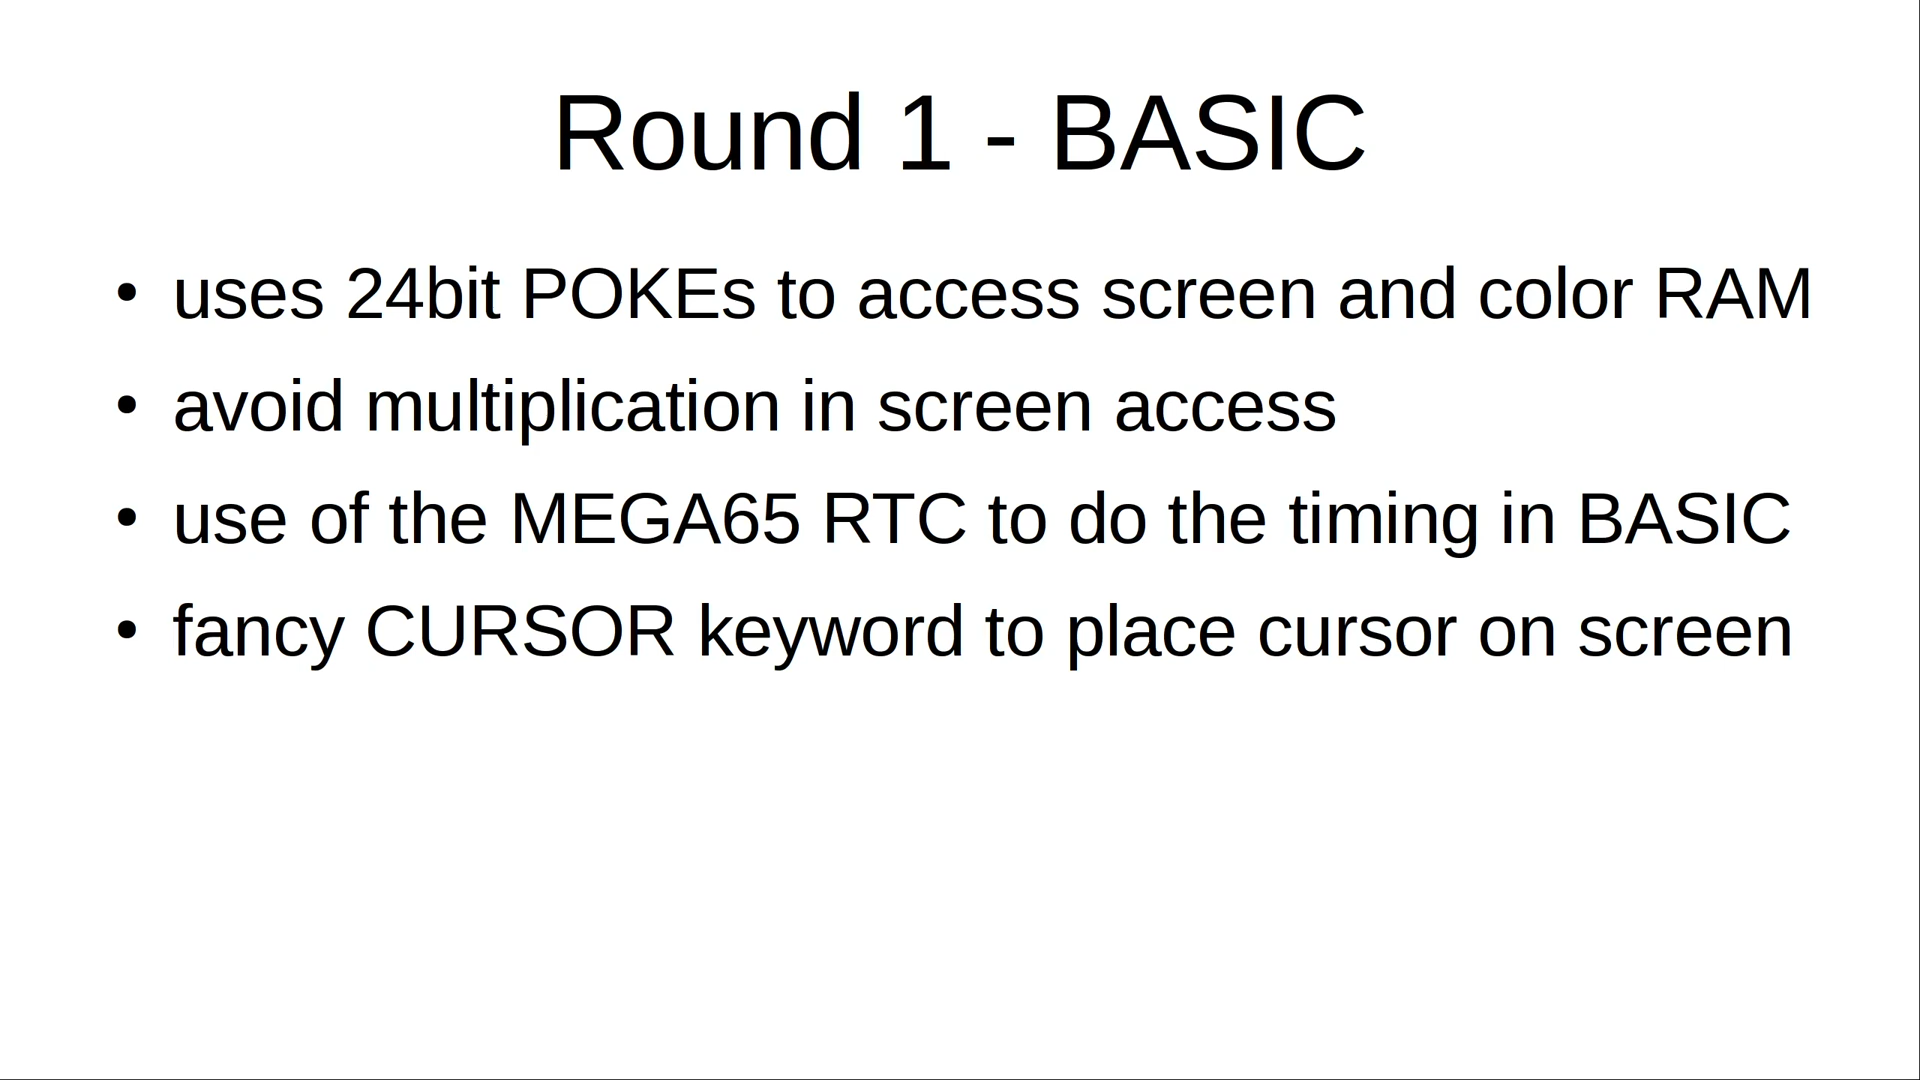 Round 1 - BASIC
• uses 24bit POKEs to access screen and color RAM
• avoid multiplication in screen access
• use of the MEGA65 RTC to do the timing in BASIC
• fancy CURSOR keyword to place cursor on screen